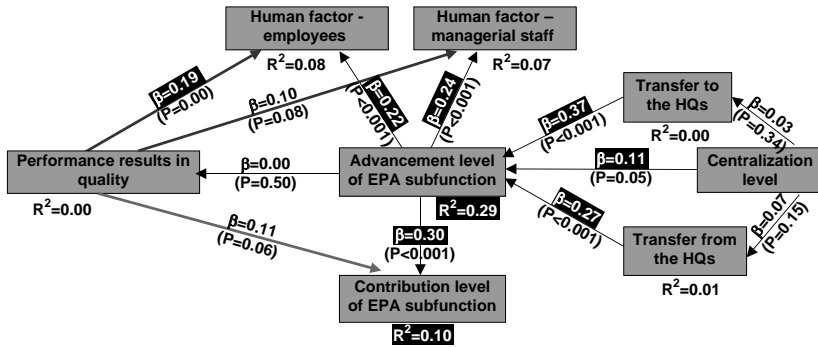 Human factor -
employees
R²=0.08
Human factor –
managerial staff
R²=0.07
β=0.19
(P=0.00)
β=0.10
(P=0.08)
β=0.22
(P<0.001)
β=0.24
(P<0.001)
Transfer to
the HQs
R²=0.00
β=0.37
(P<0.001)
β=0.03
(P=0.34)
Performance results in
quality
R²=0.00
β=0.00
(P=0.50)
Advancement level
of EPA subfunction
R²=0.29
β=0.11
(P=0.05)
Centralization
level
β=0.07
(P=0.15)
β=0.27
(P<0.001)
Transfer from
the HQs
R²=0.01
β=0.11
(P=0.06)
β=0.30
(P<0.001)
Contribution level
of EPA subfunction
R²=0.10